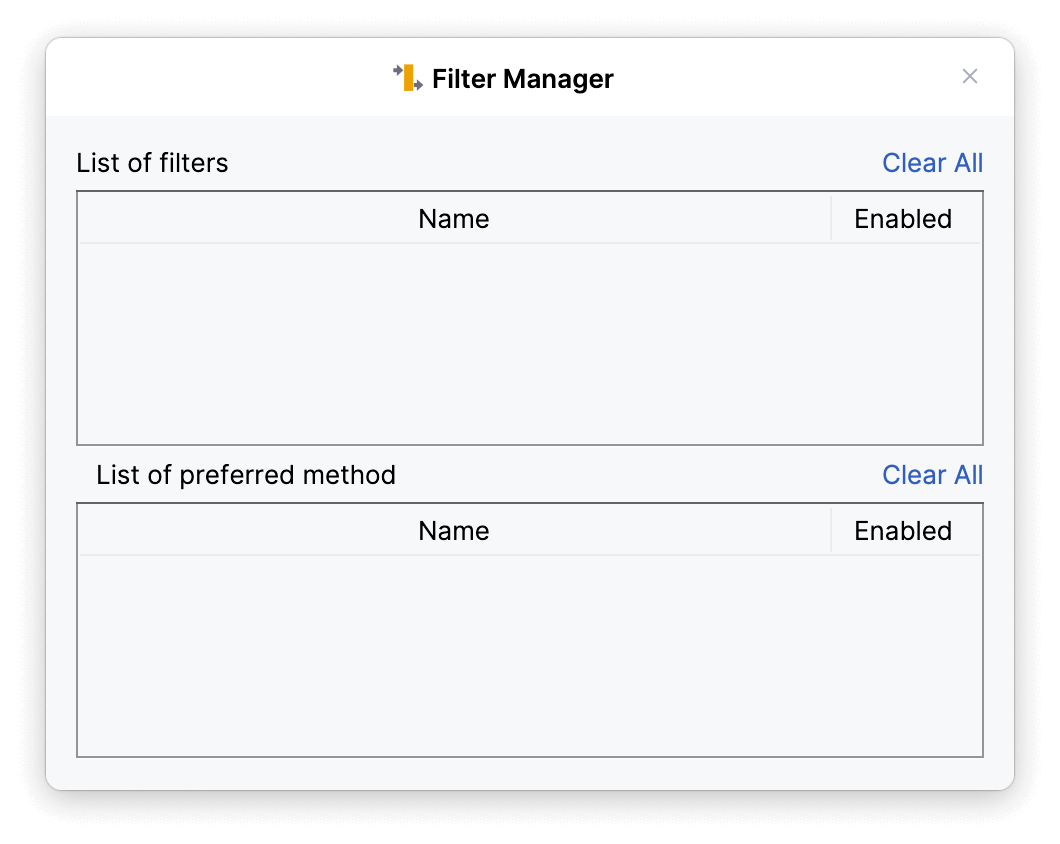 Filter Manager
List of filters Clear All
Name Enabled
List of preferred method Clear All
Name Enabled